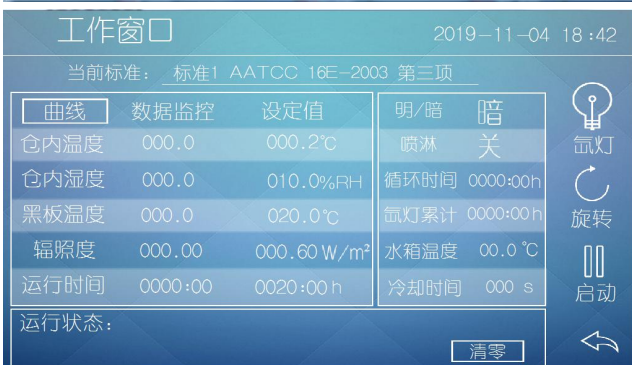 工作窗口 2019-11-04 18:42
当前标准: 标准1 AATCC 16E-2003 第三项
曲线 数据监控 设定值 明/暗 暗
仓内温度 000.0 000.2℃ 喷淋 关
氙灯
仓内湿度 000.0 010.0%RH 循环时间 0000:00h
黑板温度 000.0 020.0℃ 氙灯累计 0000:00h
旋转
辐照度 000.00 000.60 W/m² 水箱温度 00.0℃
运行时间 0000:00 0020:00h 冷却时间 000 s
启动
运行状态:
清零